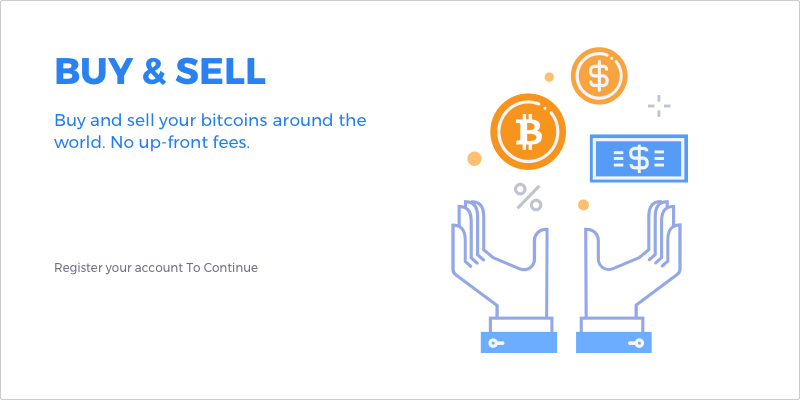 BUY & SELL
Buy and sell your bitcoins around the
world. No up-front fees.
Register your account To Continue